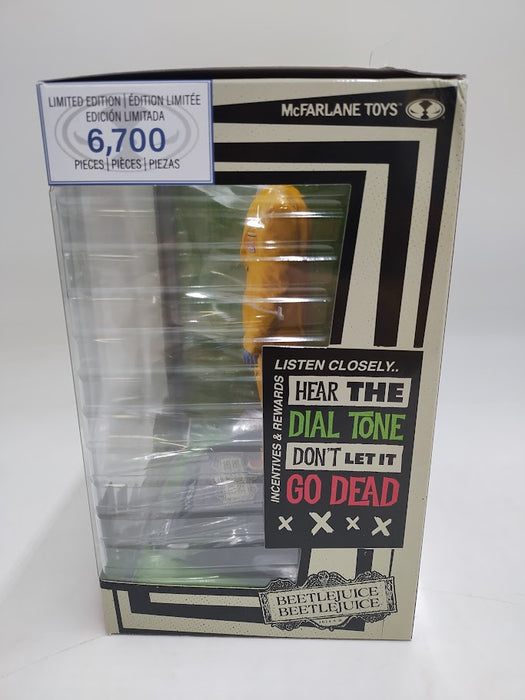 LIMITED EDITION | ÉDITION LIMITÉE
EDICIÓN LIMITADA
6,700
PIECES | PIÈCES | PIEZAS
McFARLANE TOYS™
INCENTIVES & REWARDS
LISTEN CLOSELY..
HEAR THE
DIAL TONE
DON'T LET IT
GO DEAD
X X X X
BEETLEJUICE
BEETLEJUICE